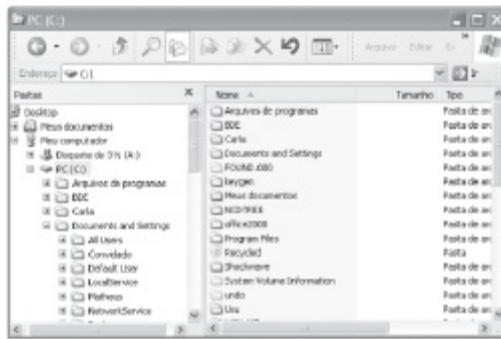 PC (C:)
Arquivo Editar
Endereço C:\
Pastas
Desktop
Meus documentos
Meu computador
Disquete de 3½ (A:)
PC (C:)
Arquivos de programas
BDE
Carla
Documents and Settings
All Users
Convidado
Default User
LocalService
Matheus
NetworkService
Nome Tamanho Tipo
Arquivos de programas Pasta de arq
BDE Pasta de arq
Carla Pasta de arq
Documents and Settings Pasta de arq
FOUND.000 Pasta de arq
keygen Pasta de arq
Meus documentos Pasta de arq
NCDTREE Pasta de arq
office2000 Pasta de arq
Program Files Pasta de arq
Recycled Pasta
Shockwave Pasta de arq
System Volume Information Pasta de arq
undo Pasta de arq
Pasta de arq